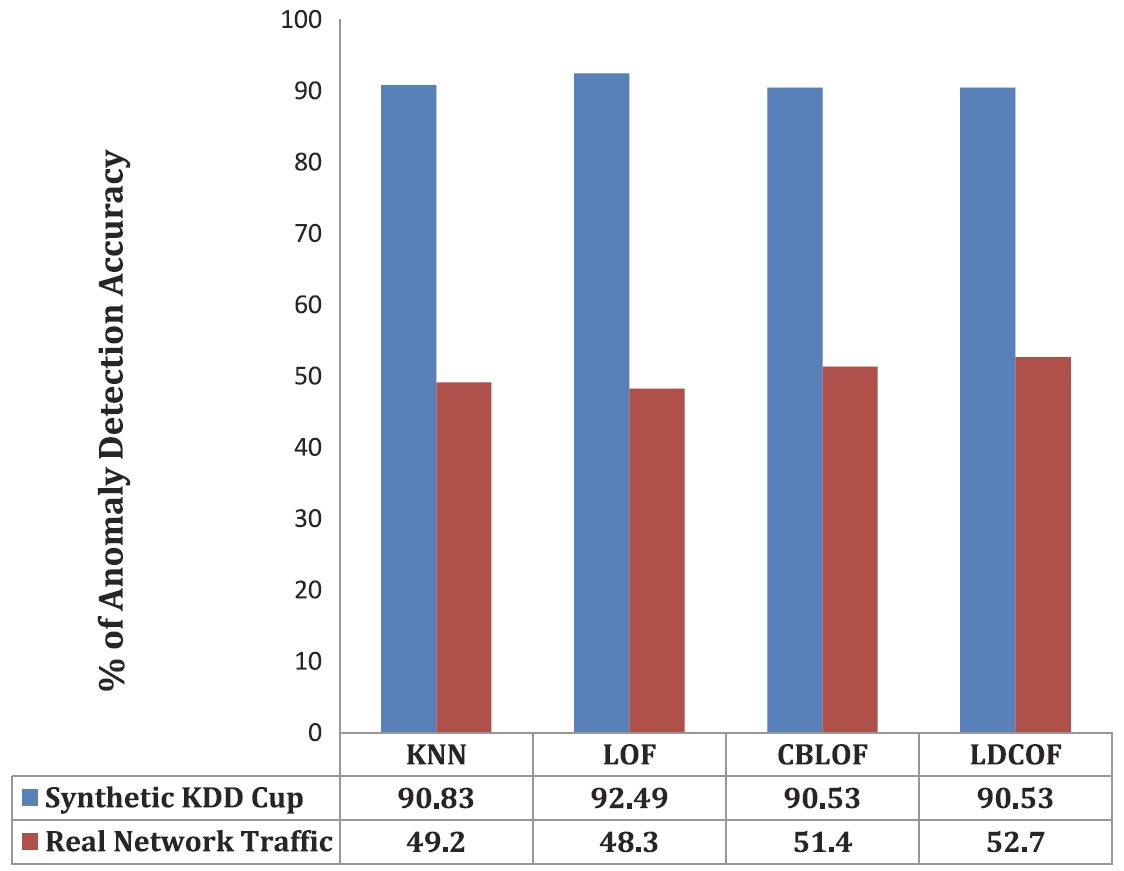 % of Anomaly Detection Accuracy
100
90
80
70
60
50
40
30
20
10
0
KNN LOF CBLOF LDCOF
Synthetic KDD Cup 90.83 92.49 90.53 90.53
Real Network Traffic 49.2 48.3 51.4 52.7